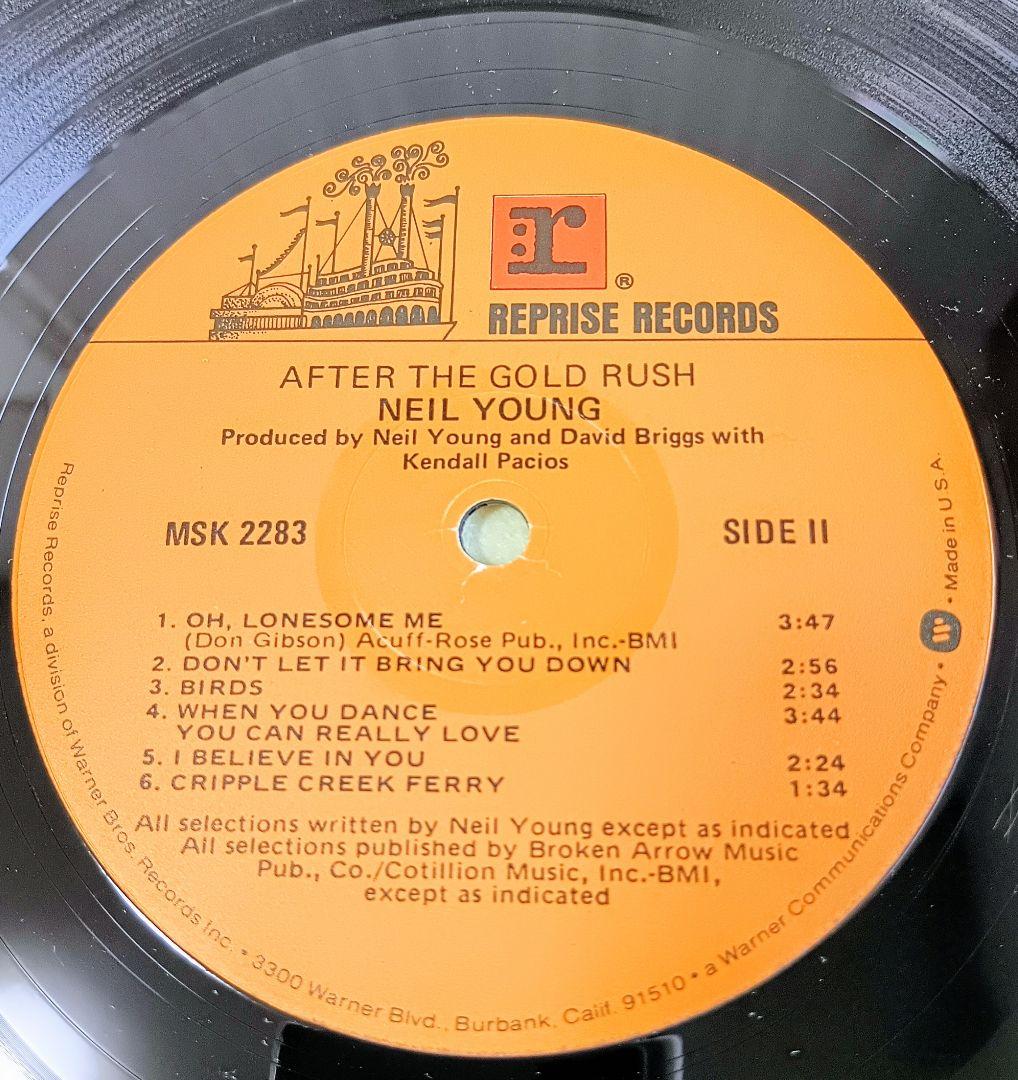 r
®
REPRISE RECORDS
AFTER THE GOLD RUSH
NEIL YOUNG
Produced by Neil Young and David Briggs with
Kendall Pacios
MSK 2283
SIDE II
1. OH, LONESOME ME 3:47
(Don Gibson) Acuff-Rose Pub., Inc.-BMI
2. DON'T LET IT BRING YOU DOWN 2:56
3. BIRDS 2:34
4. WHEN YOU DANCE 3:44
YOU CAN REALLY LOVE
5. I BELIEVE IN YOU 2:24
6. CRIPPLE CREEK FERRY 1:34
All selections written by Neil Young except as indicated
All selections published by Broken Arrow Music
Pub., Co./Cotillion Music, Inc.-BMI,
except as indicated
Reprise Records, a division of Warner Bros. Records Inc. • 3300 Warner Blvd., Burbank, Calif. 91510 • a Warner Communications Company • W • Made in U.S.A.